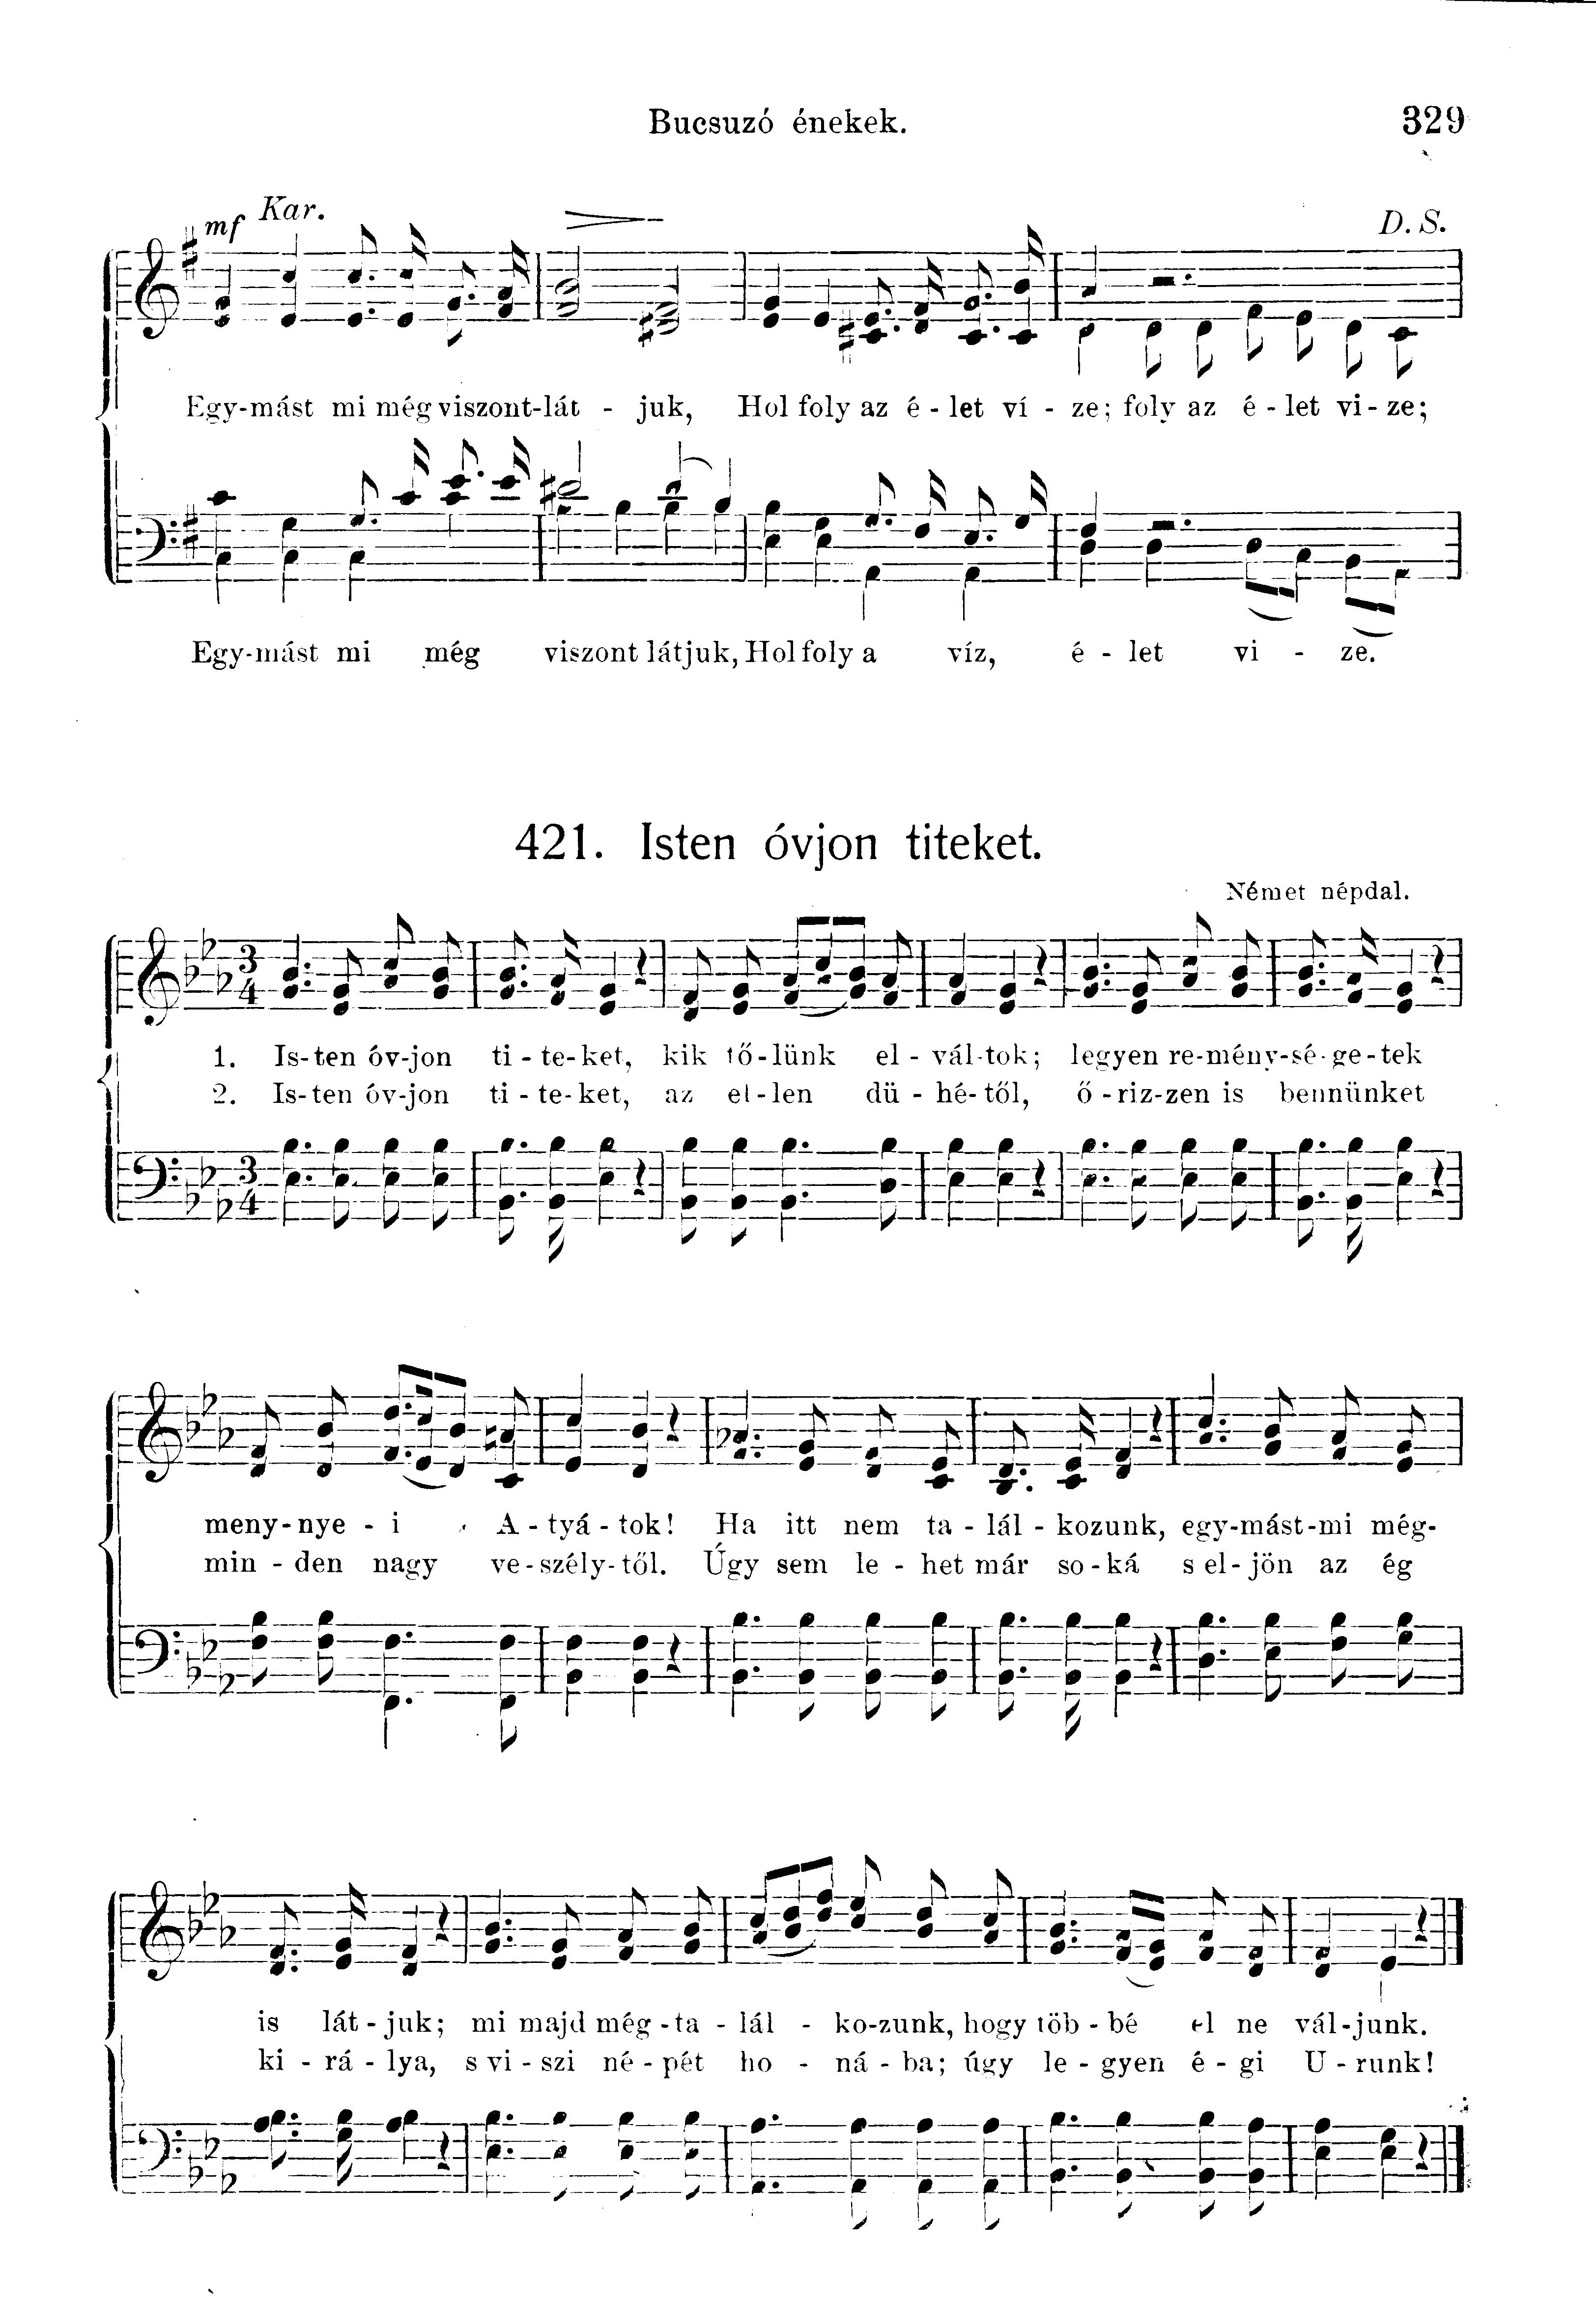 Bucsuzó énekek. 329
mf Kar. D. S.
Egy-mást mi még viszont-lát - juk, Hol foly az é - let ví - ze; foly az é - let vi - ze;
Egy-mást mi még viszont látjuk, Hol foly a víz, é - let vi - ze.
421. Isten óvjon titeket.
Német népdal.
1. Is-ten óv-jon ti - te-ket, kik tő-lünk el - vál-tok; legyen re-mény-sé-ge-tek
2. Is-ten óv-jon ti - te-ket, az el-len dü - hé-től, ő-riz-zen is bennünket
meny-nye - i A - tyá - tok! Ha itt nem ta - lál - kozunk, egy-mást-mi még-
min - den nagy ve-szély-től. Úgy sem le - het már so-ká s el-jön az ég
is lát - juk; mi majd még-ta - lál - ko-zunk, hogy töb - bé el ne vál-junk.
ki - rá - lya, s vi - szi né - pét ho - ná - ba; úgy le - gyen é - gi U - runk!